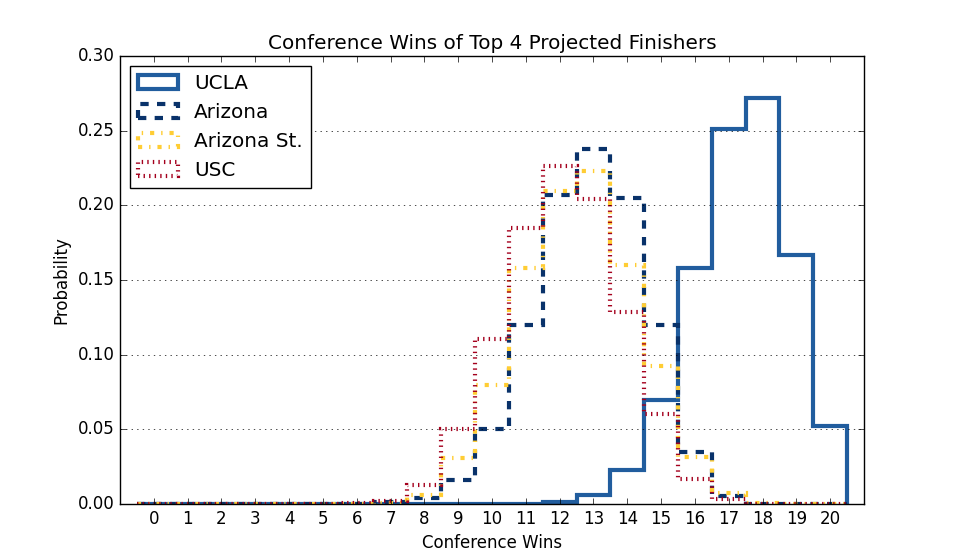 Conference Wins of Top 4 Projected Finishers
0.30
0.25
0.20
0.15
0.10
0.05
0.00
Probability
UCLA
Arizona
Arizona St.
USC
0 1 2 3 4 5 6 7 8 9 10 11 12 13 14 15 16 17 18 19 20
Conference Wins